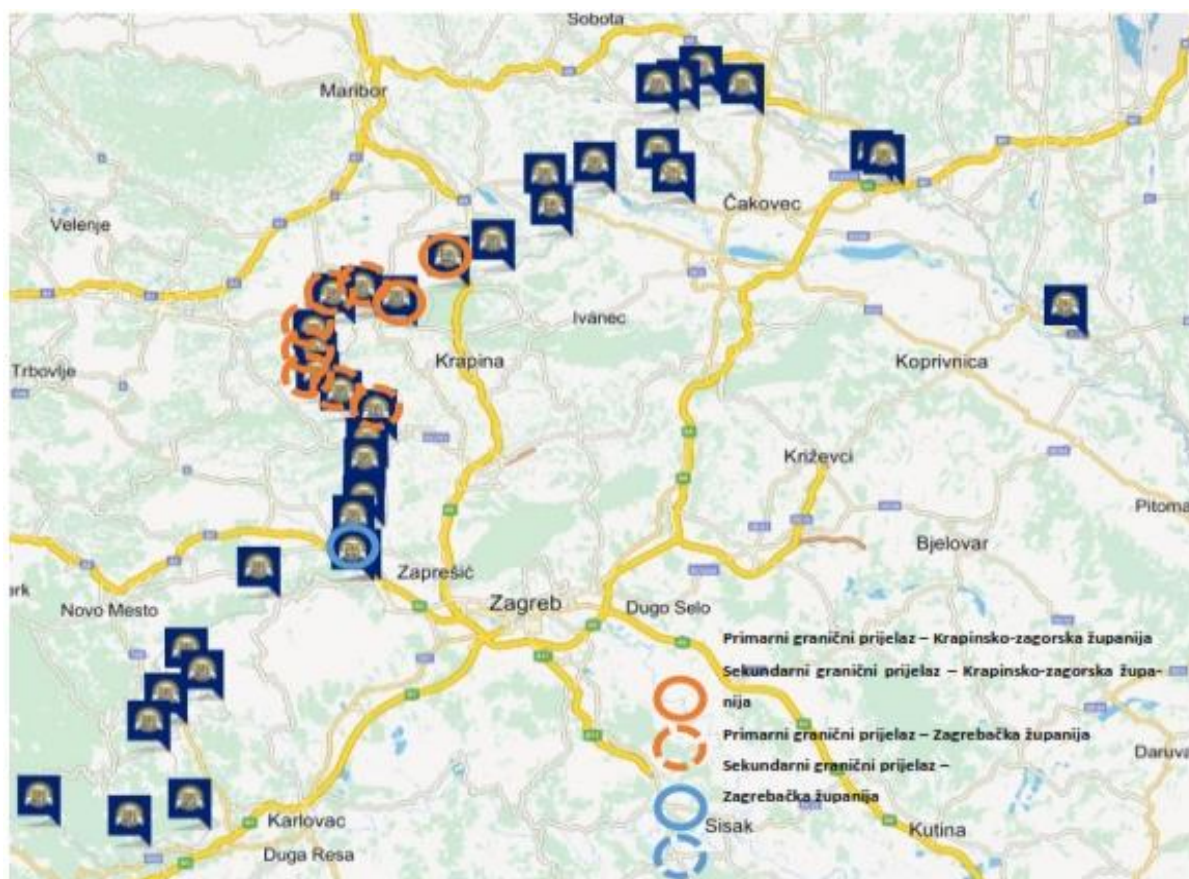 Sobota
Maribor
Velenje
Čakovec
Ivanec
Krapina
Koprivnica
Trbovlje
Križevci
Pitoma
Bjelovar
Zaprešić
ark
Novo Mesto
Zagreb
Dugo Selo
Primarni granični prijelaz – Krapinsko-zagorska županija
Sekundarni granični prijelaz – Krapinsko-zagorska župa-
nija
Primarni granični prijelaz – Zagrebačka županija
Daruva
Sekundarni granični prijelaz –
Zagrebačka županija
Karlovac
Sisak
Kutina
Duga Resa